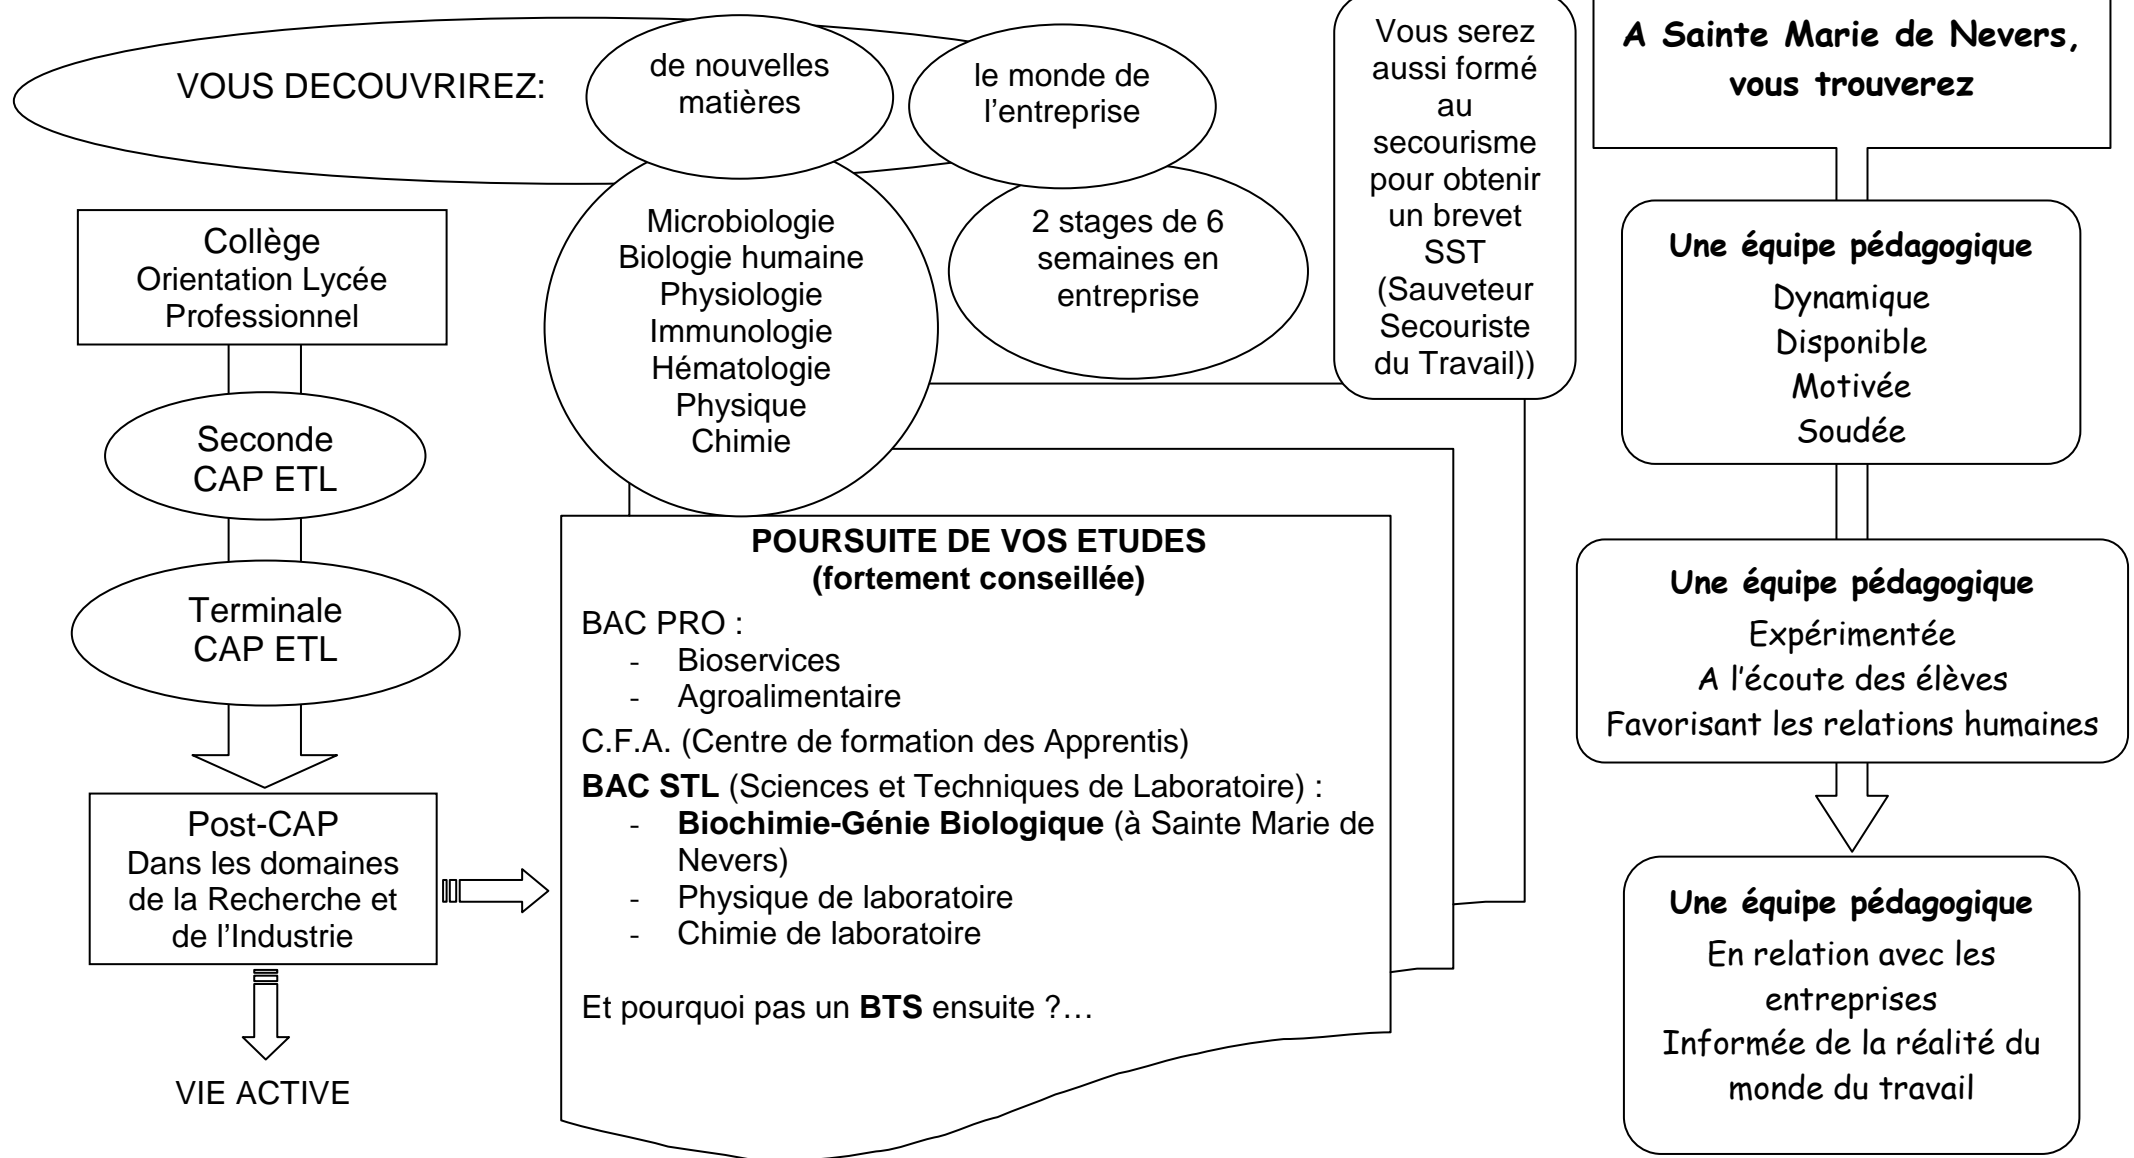 VOUS DECOUVRIREZ:
de nouvelles
matières
le monde de
l'entreprise
Microbiologie
Biologie humaine
Physiologie
Immunologie
Hématologie
Physique
Chimie
2 stages de 6
semaines en
entreprise
Vous serez
aussi formé
au
secourisme
pour obtenir
un brevet
SST
(Sauveteur
Secouriste
du Travail))
Collège
Orientation Lycée
Professionnel
Seconde
CAP ETL
Terminale
CAP ETL
Post-CAP
Dans les domaines
de la Recherche et
de l'Industrie
VIE ACTIVE
POURSUITE DE VOS ETUDES
(fortement conseillée)
BAC PRO :
- Bioservices
- Agroalimentaire
C.F.A. (Centre de formation des Apprentis)
BAC STL (Sciences et Techniques de Laboratoire) :
- Biochimie-Génie Biologique (à Sainte Marie de
Nevers)
- Physique de laboratoire
- Chimie de laboratoire
Et pourquoi pas un BTS ensuite ?…
A Sainte Marie de Nevers,
vous trouverez
Une équipe pédagogique
Dynamique
Disponible
Motivée
Soudée
Une équipe pédagogique
Expérimentée
A l'écoute des élèves
Favorisant les relations humaines
Une équipe pédagogique
En relation avec les
entreprises
Informée de la réalité du
monde du travail